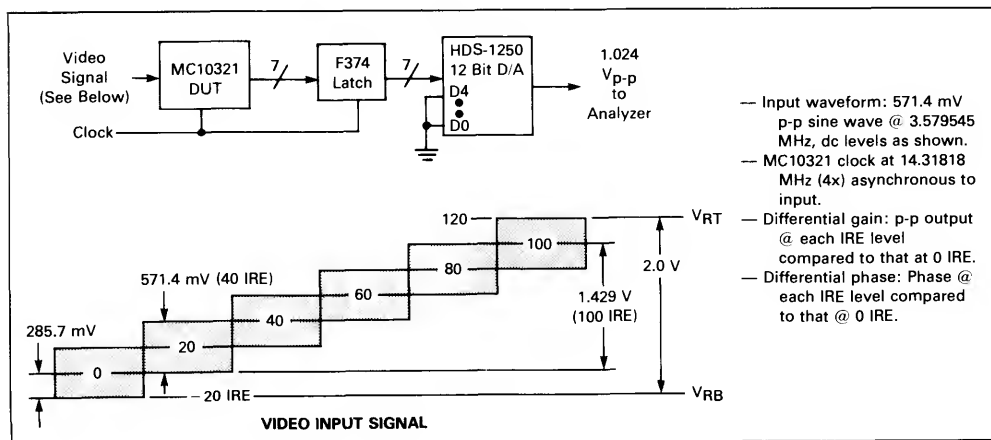 Video
Signal
(See Below)
MC10321
DUT
7
F374
Latch
7
HDS-1250
12 Bit D/A
D4
D0
1.024
Vp-p
to
Analyzer
Clock
— Input waveform: 571.4 mV
p-p sine wave @ 3.579545
MHz, dc levels as shown.
— MC10321 clock at 14.31818
MHz (4x) asynchronous to
input.
— Differential gain: p-p output
@ each IRE level
compared to that at 0 IRE.
— Differential phase: Phase @
each IRE level compared
to that @ 0 IRE.
120
VRT
100
571.4 mV (40 IRE)
80
2.0 V
60
1.429 V
(100 IRE)
285.7 mV
40
20
0
−20 IRE
VRB
VIDEO INPUT SIGNAL